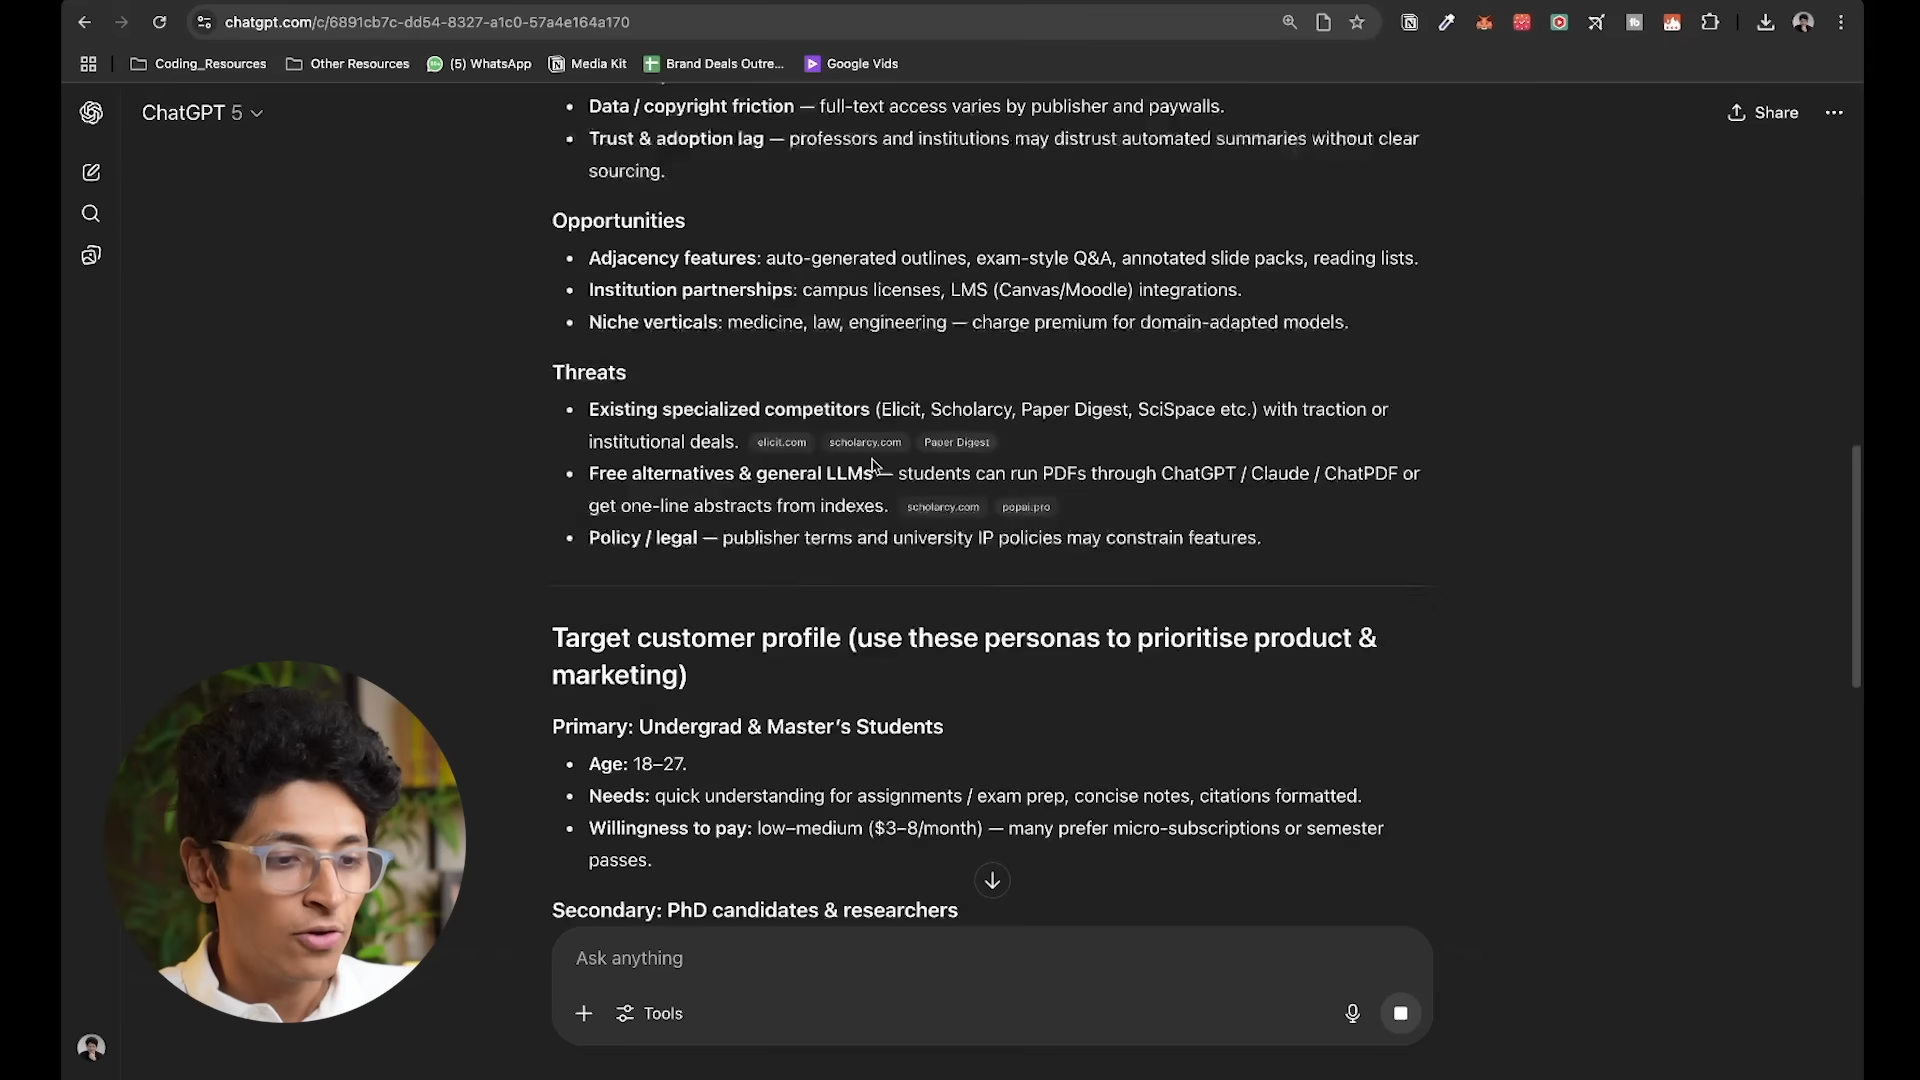 chatgpt.com/c/6891cb7c-dd54-8327-a1c0-57a4e164a170
Coding_Resources
Other Resources
(5) WhatsApp
Media Kit
Brand Deals Outre...
Google Vids
ChatGPT 5
Share
• Data / copyright friction — full-text access varies by publisher and paywalls.
• Trust & adoption lag — professors and institutions may distrust automated summaries without clear
sourcing.
Opportunities
• Adjacency features: auto-generated outlines, exam-style Q&A, annotated slide packs, reading lists.
• Institution partnerships: campus licenses, LMS (Canvas/Moodle) integrations.
• Niche verticals: medicine, law, engineering — charge premium for domain-adapted models.
Threats
• Existing specialized competitors (Elicit, Scholarcy, Paper Digest, SciSpace etc.) with traction or
institutional deals. elicit.com scholarcy.com Paper Digest
• Free alternatives & general LLMs — students can run PDFs through ChatGPT / Claude / ChatPDF or
get one-line abstracts from indexes. scholarcy.com popai.pro
• Policy / legal — publisher terms and university IP policies may constrain features.
Target customer profile (use these personas to prioritise product &
marketing)
Primary: Undergrad & Master’s Students
• Age: 18–27.
• Needs: quick understanding for assignments / exam prep, concise notes, citations formatted.
• Willingness to pay: low–medium ($3–8/month) — many prefer micro-subscriptions or semester
passes.
Secondary: PhD candidates & researchers
Ask anything
Tools